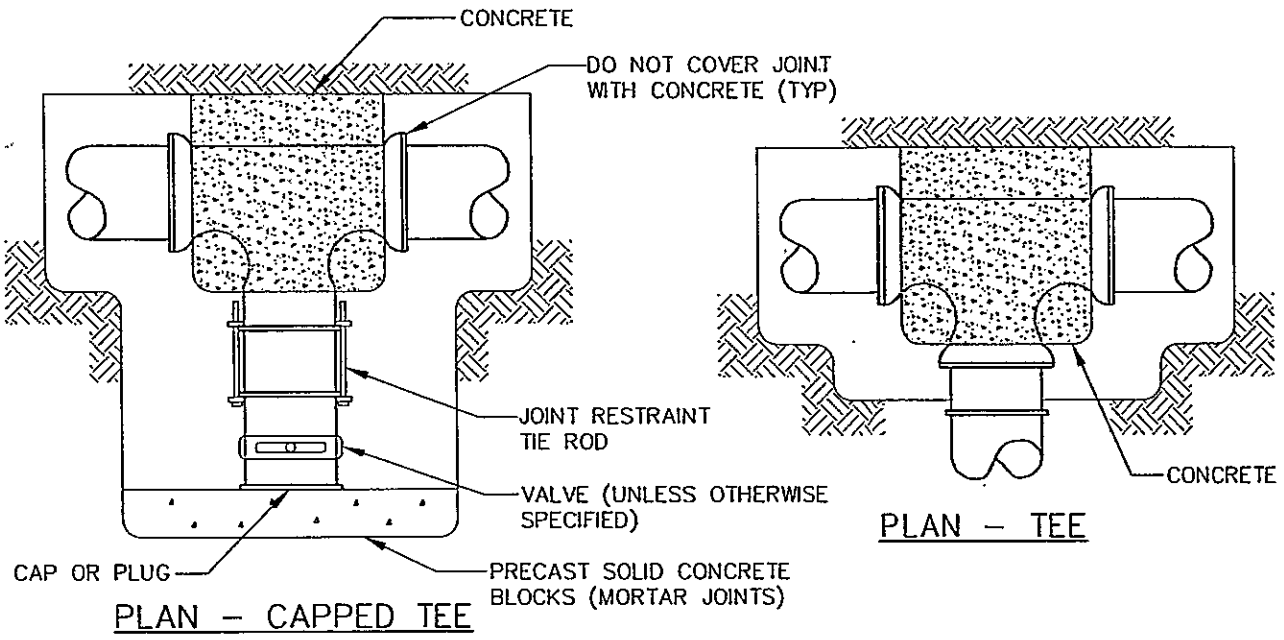 CONCRETE
DO NOT COVER JOINT
WITH CONCRETE (TYP)
JOINT RESTRAINT
TIE ROD
VALVE (UNLESS OTHERWISE
SPECIFIED)
CAP OR PLUG
PRECAST SOLID CONCRETE
BLOCKS (MORTAR JOINTS)
PLAN - CAPPED TEE
CONCRETE
PLAN - TEE